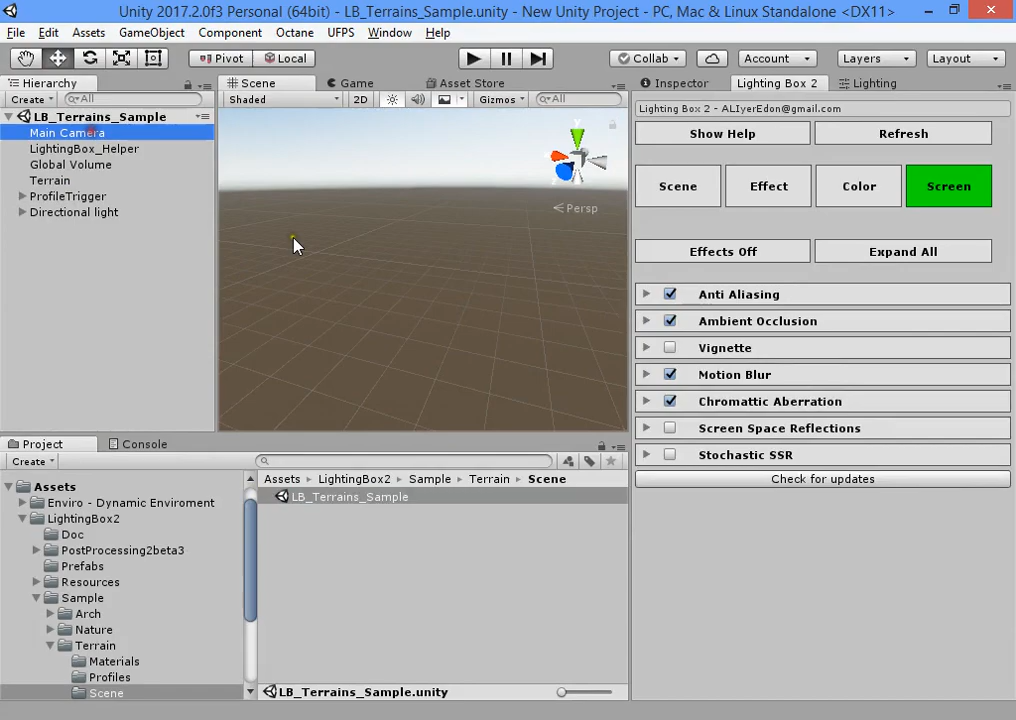 Unity 2017.2.0f3 Personal (64bit) - LB_Terrains_Sample.unity - New Unity Project - PC, Mac & Linux Standalone <DX11>
File Edit Assets GameObject Component Octane UFPS Window Help
Pivot Local Collab Account Layers Layout
Hierarchy Scene Game Asset Store Inspector Lighting Box 2 Lighting
Create All Shaded 2D Gizmos All
Lighting Box 2 - ALIyerEdon@gmail.com
LB_Terrains_Sample
Main Camera
LightingBox_Helper
Global Volume
Terrain
ProfileTrigger
Directional light
Persp
Show Help Refresh
Scene Effect Color Screen
Effects Off Expand All
Anti Aliasing
Ambient Occlusion
Vignette
Motion Blur
Chromattic Aberration
Screen Space Reflections
Stochastic SSR
Check for updates
Project Console
Create
Assets
Enviro - Dynamic Enviroment
LightingBox2
Doc
PostProcessing2beta3
Prefabs
Resources
Sample
Arch
Nature
Terrain
Materials
Profiles
Scene
Assets LightingBox2 Sample Terrain Scene
LB_Terrains_Sample
LB_Terrains_Sample.unity